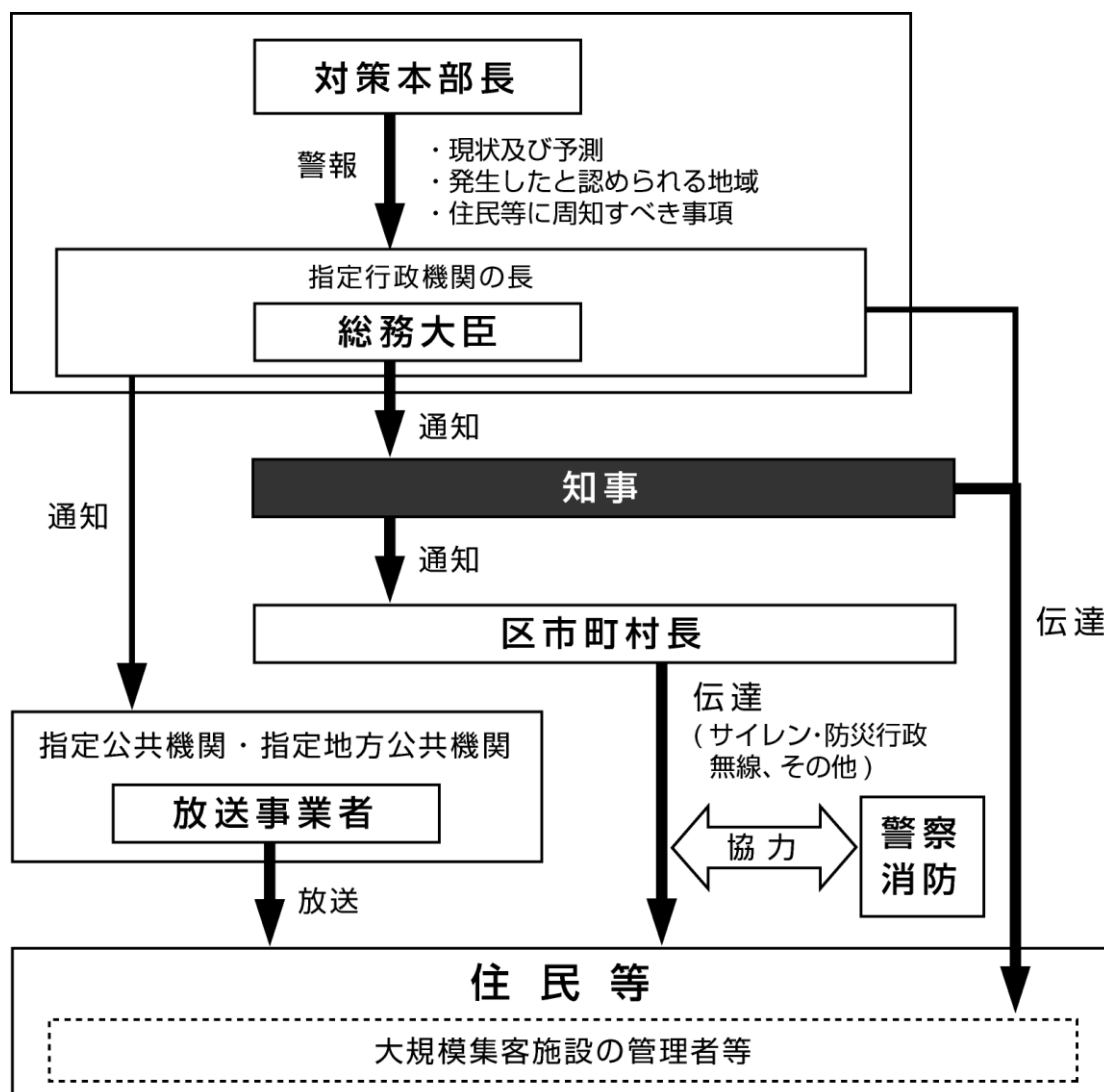 対策本部長
警報
・現状及び予測
・発生したと認められる地域
・住民等に周知すべき事項
指定行政機関の長
総務大臣
通知
知事
通知
通知
区市町村長
伝達
伝達
(サイレン・防災行政
無線、その他)
指定公共機関・指定地方公共機関
放送事業者
協力
警察
消防
放送
住民等
大規模集客施設の管理者等